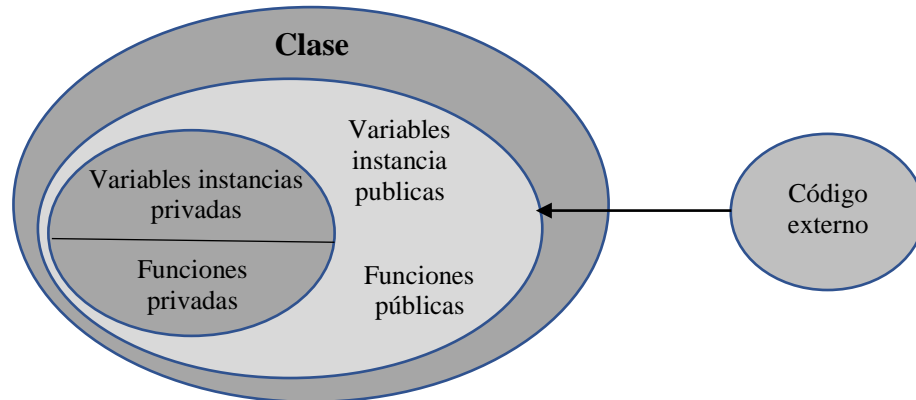 Clase
Variables
instancia
publicas
Variables instancias
privadas
Funciones
privadas
Funciones
públicas
Código
externo